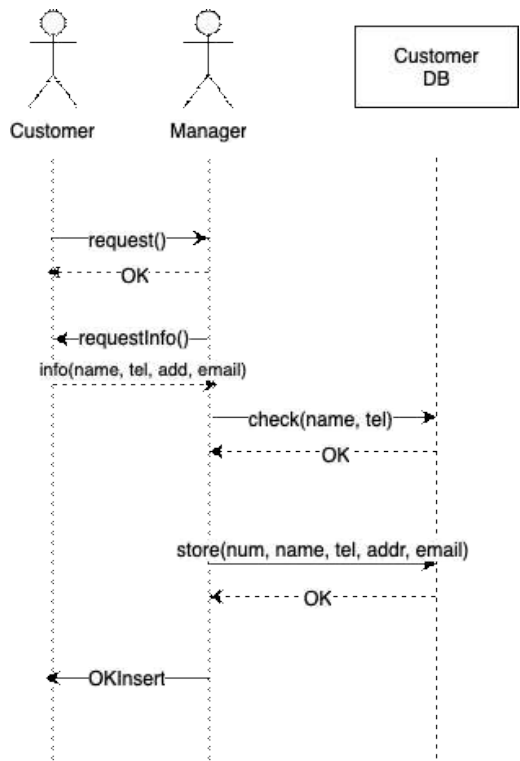 Customer
DB
Customer
Manager
request()
OK
requestInfo()
info(name, tel, add, email)
check(name, tel)
OK
store(num, name, tel, addr, email)
OK
OKInsert